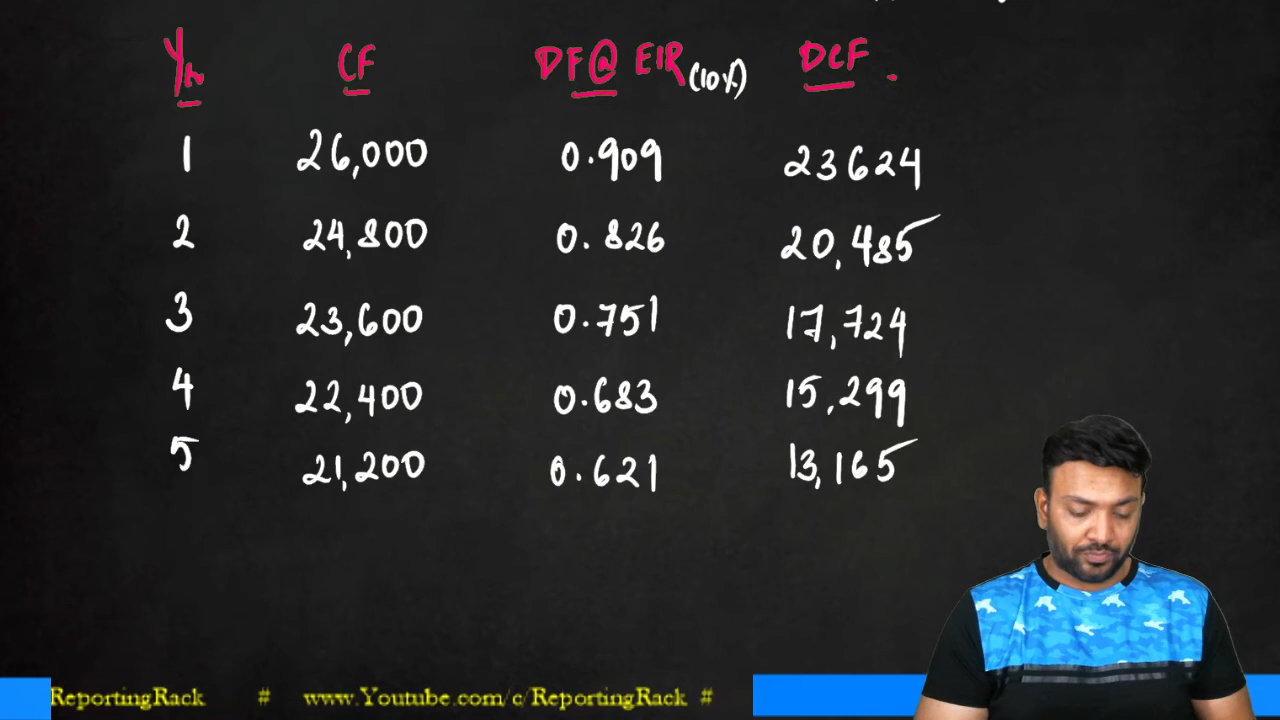 Yr CF DF@ EIR (10%) DCF
1 26,000 0.909 23624
2 24,800 0.826 20,485
3 23,600 0.751 17,724
4 22,400 0.683 15,299
5 21,200 0.621 13,165
ReportingRack # www.Youtube.com/c/ReportingRack #